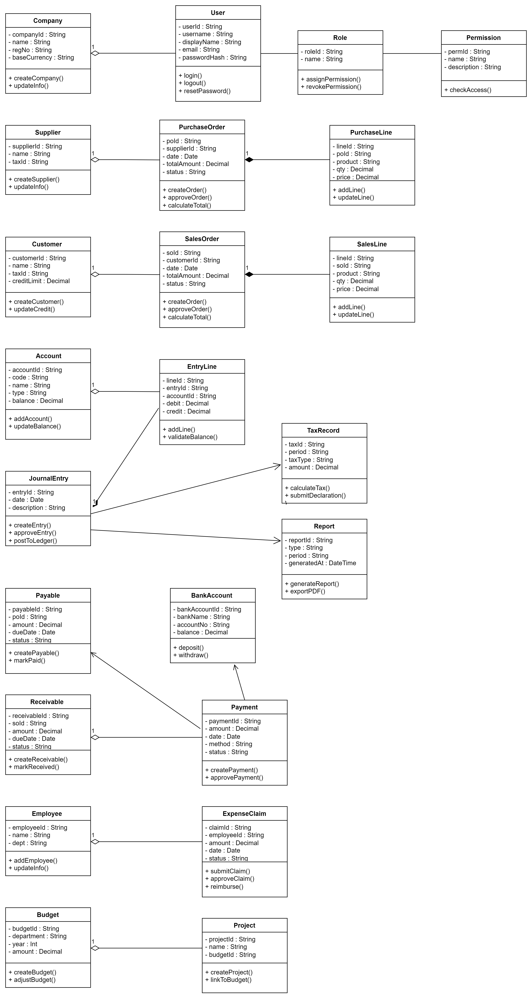 Company
- companyId : String
- name : String
- regNo : String
- baseCurrency : String
+ createCompany()
+ updateInfo()
1
User
- userId : String
- username : String
- displayName : String
- email : String
- passwordHash : String
+ login()
+ logout()
+ resetPassword()
Role
- roleId : String
- name : String
+ assignPermission()
+ revokePermission()
Permission
- permId : String
- name : String
- description : String
+ checkAccess()
Supplier
- supplierId : String
- name : String
- taxId : String
+ createSupplier()
+ updateInfo()
1
PurchaseOrder
- poId : String
- supplierId : String
- date : Date
- totalAmount : Decimal
- status : String
+ createOrder()
+ approveOrder()
+ calculateTotal()
1
PurchaseLine
- lineId : String
- poId : String
- product : String
- qty : Decimal
- price : Decimal
+ addLine()
+ updateLine()
Customer
- customerId : String
- name : String
- taxId : String
- creditLimit : Decimal
+ createCustomer()
+ updateCredit()
1
SalesOrder
- soId : String
- customerId : String
- date : Date
- totalAmount : Decimal
- status : String
+ createOrder()
+ approveOrder()
+ calculateTotal()
1
SalesLine
- lineId : String
- soId : String
- product : String
- qty : Decimal
- price : Decimal
+ addLine()
+ updateLine()
Account
- accountId : String
- code : String
- name : String
- type : String
- balance : Decimal
+ addAccount()
+ updateBalance()
1
EntryLine
- lineId : String
- entryId : String
- accountId : String
- debit : Decimal
- credit : Decimal
+ addLine()
+ validateBalance()
TaxRecord
- taxId : String
- period : String
- taxType : String
- amount : Decimal
+ calculateTax()
+ submitDeclaration()
}
JournalEntry
- entryId : String
- date : Date
- description : String
+ createEntry()
+ approveEntry()
+ postToLedger()
1
Report
- reportId : String
- type : String
- period : String
- generatedAt : DateTime
+ generateReport()
+ exportPDF()
Payable
- payableId : String
- poId : String
- amount : Decimal
- dueDate : Date
- status : String
+ createPayable()
+ markPaid()
BankAccount
- bankAccountId : String
- bankName : String
- accountNo : String
- balance : Decimal
+ deposit()
+ withdraw()
Receivable
- receivableId : String
- soId : String
- amount : Decimal
- dueDate : Date
- status : String
+ createReceivable()
+ markReceived()
1
Payment
- paymentId : String
- amount : Decimal
- date : Date
- method : String
- status : String
+ createPayment()
+ approvePayment()
Employee
- employeeId : String
- name : String
- dept : String
+ addEmployee()
+ updateInfo()
1
ExpenseClaim
- claimId : String
- employeeId : String
- amount : Decimal
- date : Date
- status : String
+ submitClaim()
+ approveClaim()
+ reimburse()
Budget
- budgetId : String
- department : String
- year : Int
- amount : Decimal
+ createBudget()
+ adjustBudget()
1
Project
- projectId : String
- name : String
- budgetId : String
+ createProject()
+ linkToBudget()